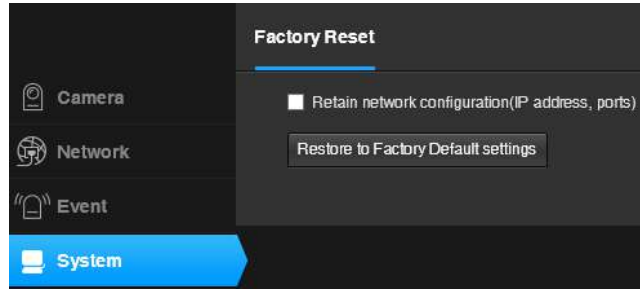 Factory Reset
Camera
Retain network configuration(IP address, ports)
Network
Restore to Factory Default settings
Event
System